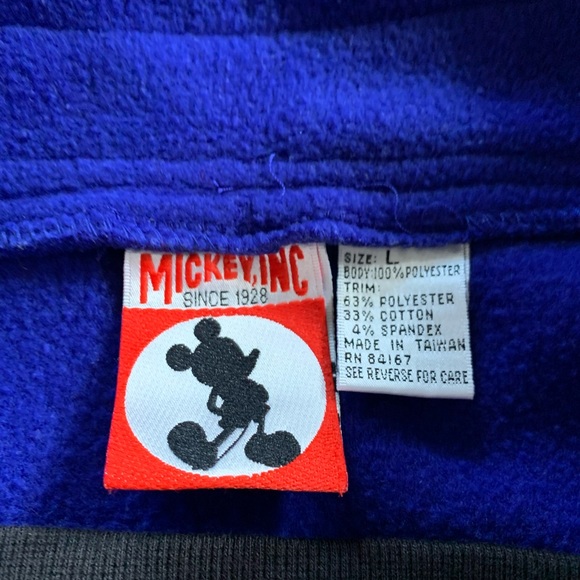 MICKEY, INC
SINCE 1928
SIZE: L
BODY:100% POLYESTER
TRIM:
63% POLYESTER
33% COTTON
4% SPANDEX
MADE IN TAIWAN
RN 84167
SEE REVERSE FOR CARE